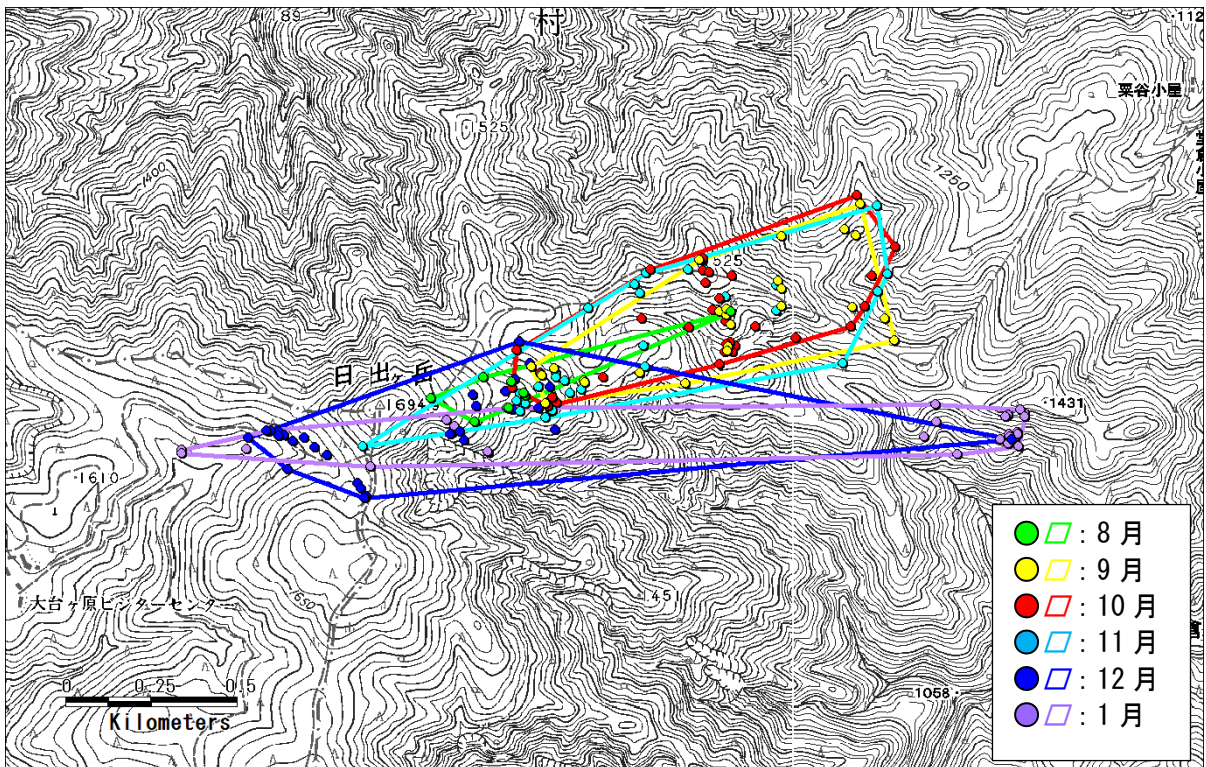 1189
村
112
粟谷小屋
1525
1400
1250
日出ヶ岳
1694
1431
1610
大台ヶ原ビジターセンター
1650
1451
1058
0 0.25 0.5
Kilometers
: 8 月
: 9 月
: 10 月
: 11 月
: 12 月
: 1 月